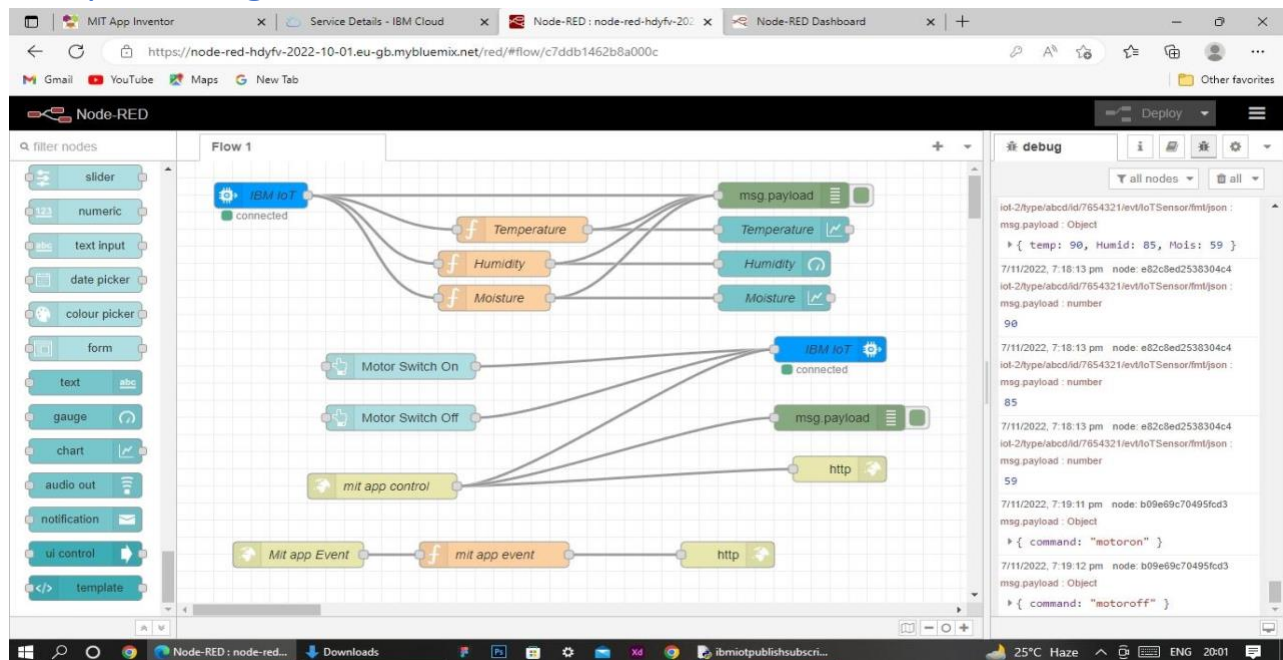 MIT App Inventor
Service Details - IBM Cloud
Node-RED : node-red-hdyfv-202
Node-RED Dashboard
https://node-red-hdyfv-2022-10-01.eu-gb.mybluemix.net/red/#flow/c7ddb1462b8a000c
Gmail YouTube Maps New Tab
Other favorites
Node-RED
Deploy
filter nodes
Flow 1
debug
all nodes
all
slider
numeric
text input
date picker
colour picker
form
text
gauge
chart
audio out
notification
ui control
template
IBM IoT
connected
msg.payload
Temperature
Temperature
Humidity
Humidity
Moisture
Moisture
Motor Switch On
IBM IoT
connected
Motor Switch Off
msg.payload
mit app control
http
Mit app Event
mit app event
http
iot-2/type/abcd/id/7654321/evt/IoTSensor/fmt/json :
msg.payload : Object
{ temp: 90, Humid: 85, Mois: 59 }
7/11/2022, 7:18:13 pm node: e82c8ed2538304c4
iot-2/type/abcd/id/7654321/evt/IoTSensor/fmt/json :
msg.payload : number
90
7/11/2022, 7:18:13 pm node: e82c8ed2538304c4
iot-2/type/abcd/id/7654321/evt/IoTSensor/fmt/json :
msg.payload : number
85
7/11/2022, 7:18:13 pm node: e82c8ed2538304c4
iot-2/type/abcd/id/7654321/evt/IoTSensor/fmt/json :
msg.payload : number
59
7/11/2022, 7:19:11 pm node: b09e69c70495fcd3
msg.payload : Object
{ command: "motoron" }
7/11/2022, 7:19:12 pm node: b09e69c70495fcd3
msg.payload : Object
{ command: "motoroff" }
Node-RED : node-red...
Downloads
ibmiotpublishsubscri...
25°C Haze
ENG
20:01